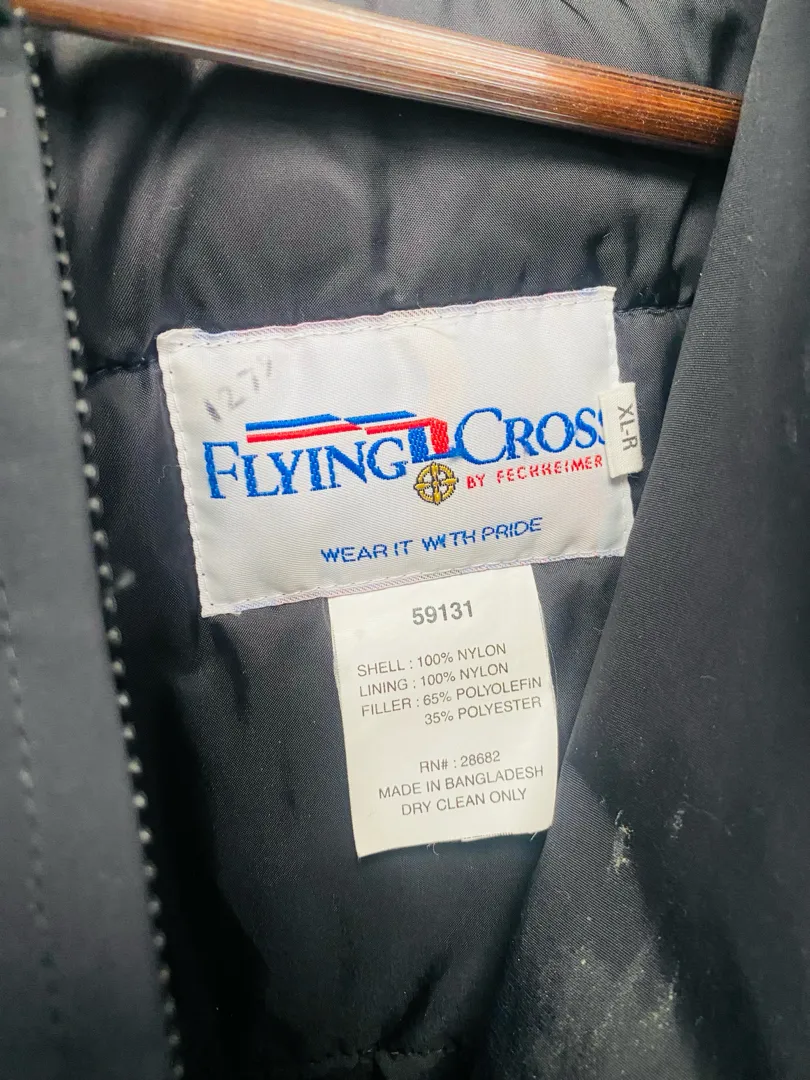 FLYING CROSS
BY FECHHEIMER
WEAR IT WITH PRIDE
XL-R
59131
SHELL : 100% NYLON
LINING : 100% NYLON
FILLER : 65% POLYOLEFIN
35% POLYESTER
RN# : 28682
MADE IN BANGLADESH
DRY CLEAN ONLY